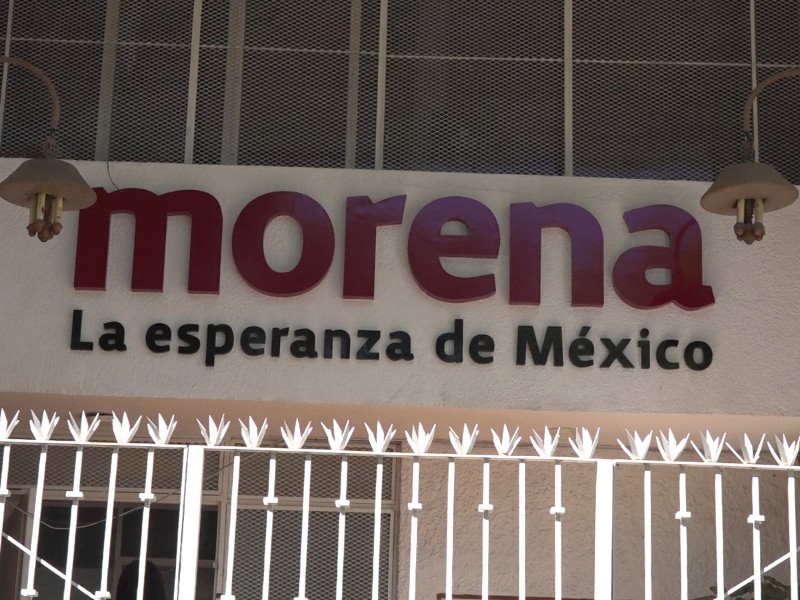 morena
La esperanza de México